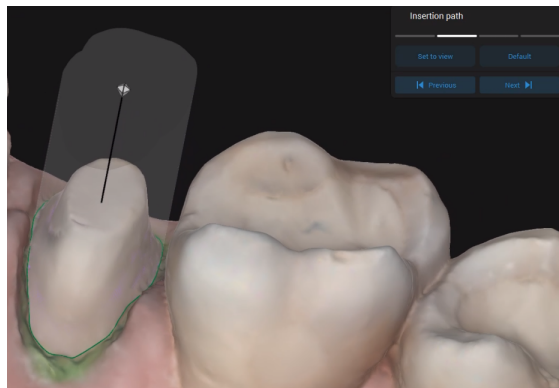 Insertion path
Set to view
Default
Previous
Next